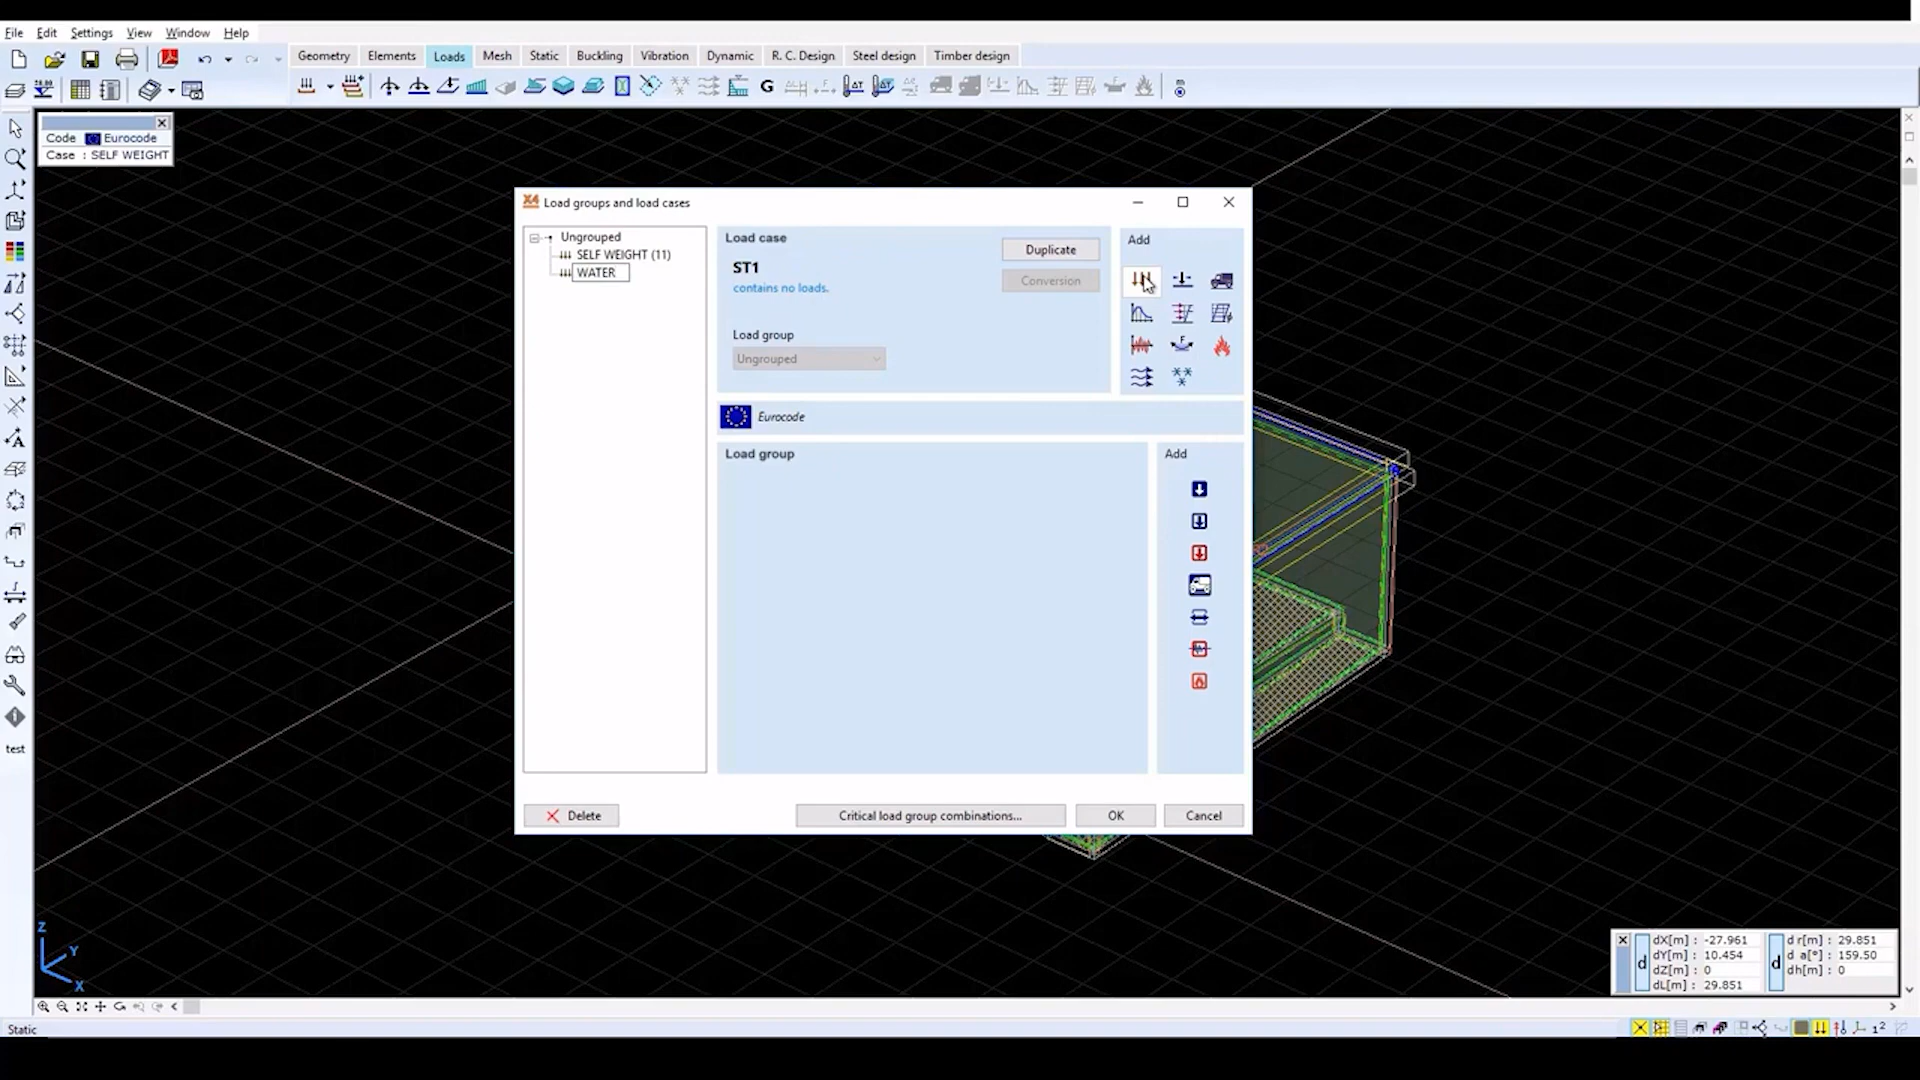 File Edit Settings View Window Help
Geometry Elements Loads Mesh Static Buckling Vibration Dynamic R. C. Design Steel design Timber design
G
Code Eurocode
Case : SELF WEIGHT
X4 Load groups and load cases
Ungrouped
SELF WEIGHT (11)
WATER
Load case
ST1
contains no loads.
Duplicate
Conversion
Load group
Ungrouped
Add
Eurocode
Load group
Add
Delete
Critical load group combinations...
OK
Cancel
test
Z
Y
X
d
dX[m] : -27.961
dY[m] : 10.454
dZ[m] : 0
dL[m] : 29.851
d
d r[m] : 29.851
d a[°] : 159.50
dh[m] : 0
Static